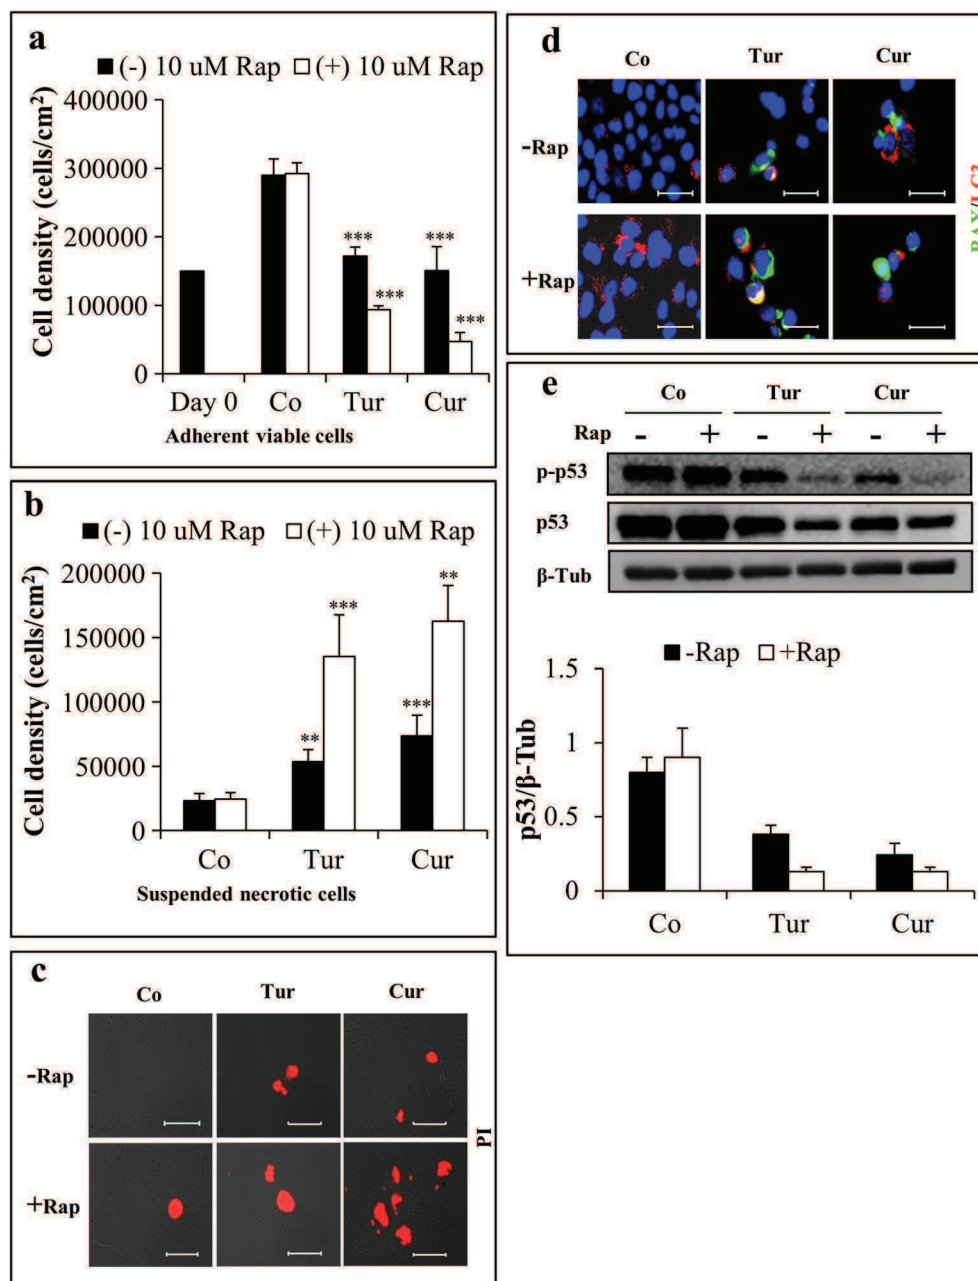 a
(-) 10 uM Rap (+) 10 uM Rap
Cell density (cells/cm²)
400000
300000
200000
100000
0
*** *** *** ***
Day 0 Co Tur Cur
Adherent viable cells
b
(-) 10 uM Rap (+) 10 uM Rap
Cell density (cells/cm²)
200000
150000
100000
50000
0
** *** *** **
Co Tur Cur
Suspended necrotic cells
c
Co Tur Cur
-Rap
+Rap
PI
d
Co Tur Cur
-Rap
+Rap
BAX/LC3
e
Co Tur Cur
Rap - + - + - +
p-p53
p53
β-Tub
-Rap +Rap
p53/β-Tub
1.5
1
0.5
0
Co Tur Cur